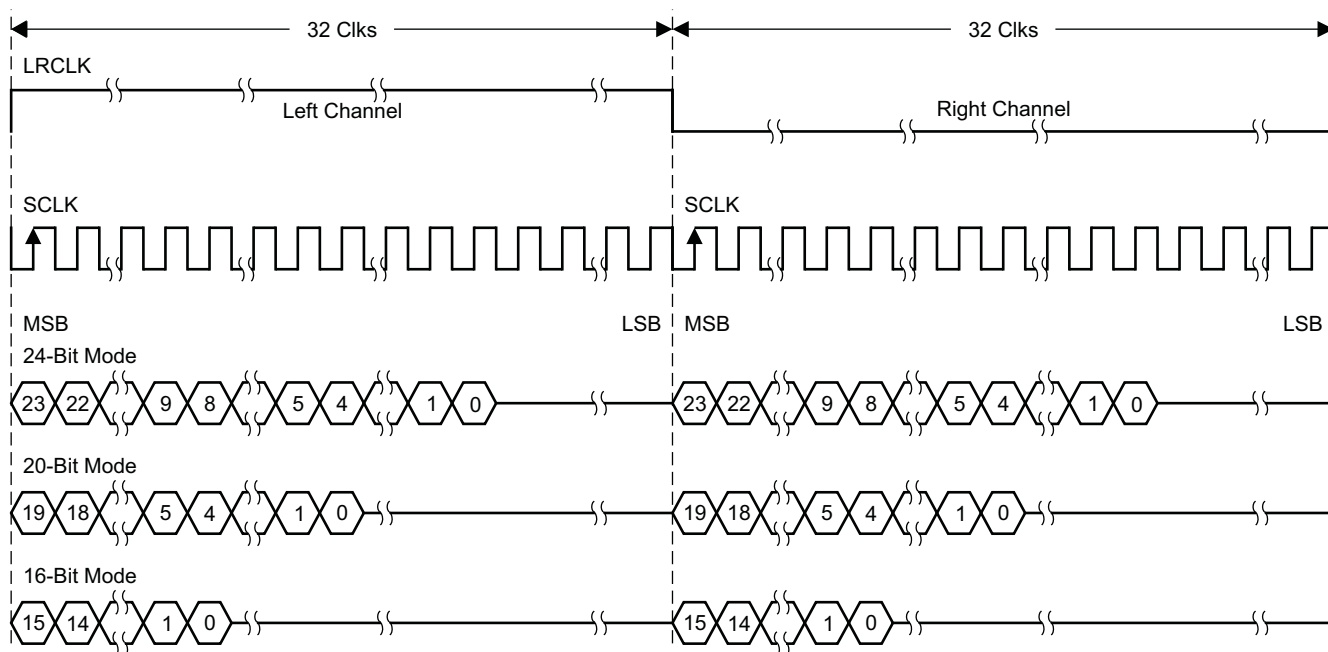 32 Clks 32 Clks
LRCLK
Left Channel Right Channel
SCLK SCLK
MSB LSB MSB LSB
24-Bit Mode
23 22 9 8 5 4 1 0 23 22 9 8 5 4 1 0
20-Bit Mode
19 18 5 4 1 0 19 18 5 4 1 0
16-Bit Mode
15 14 1 0 15 14 1 0